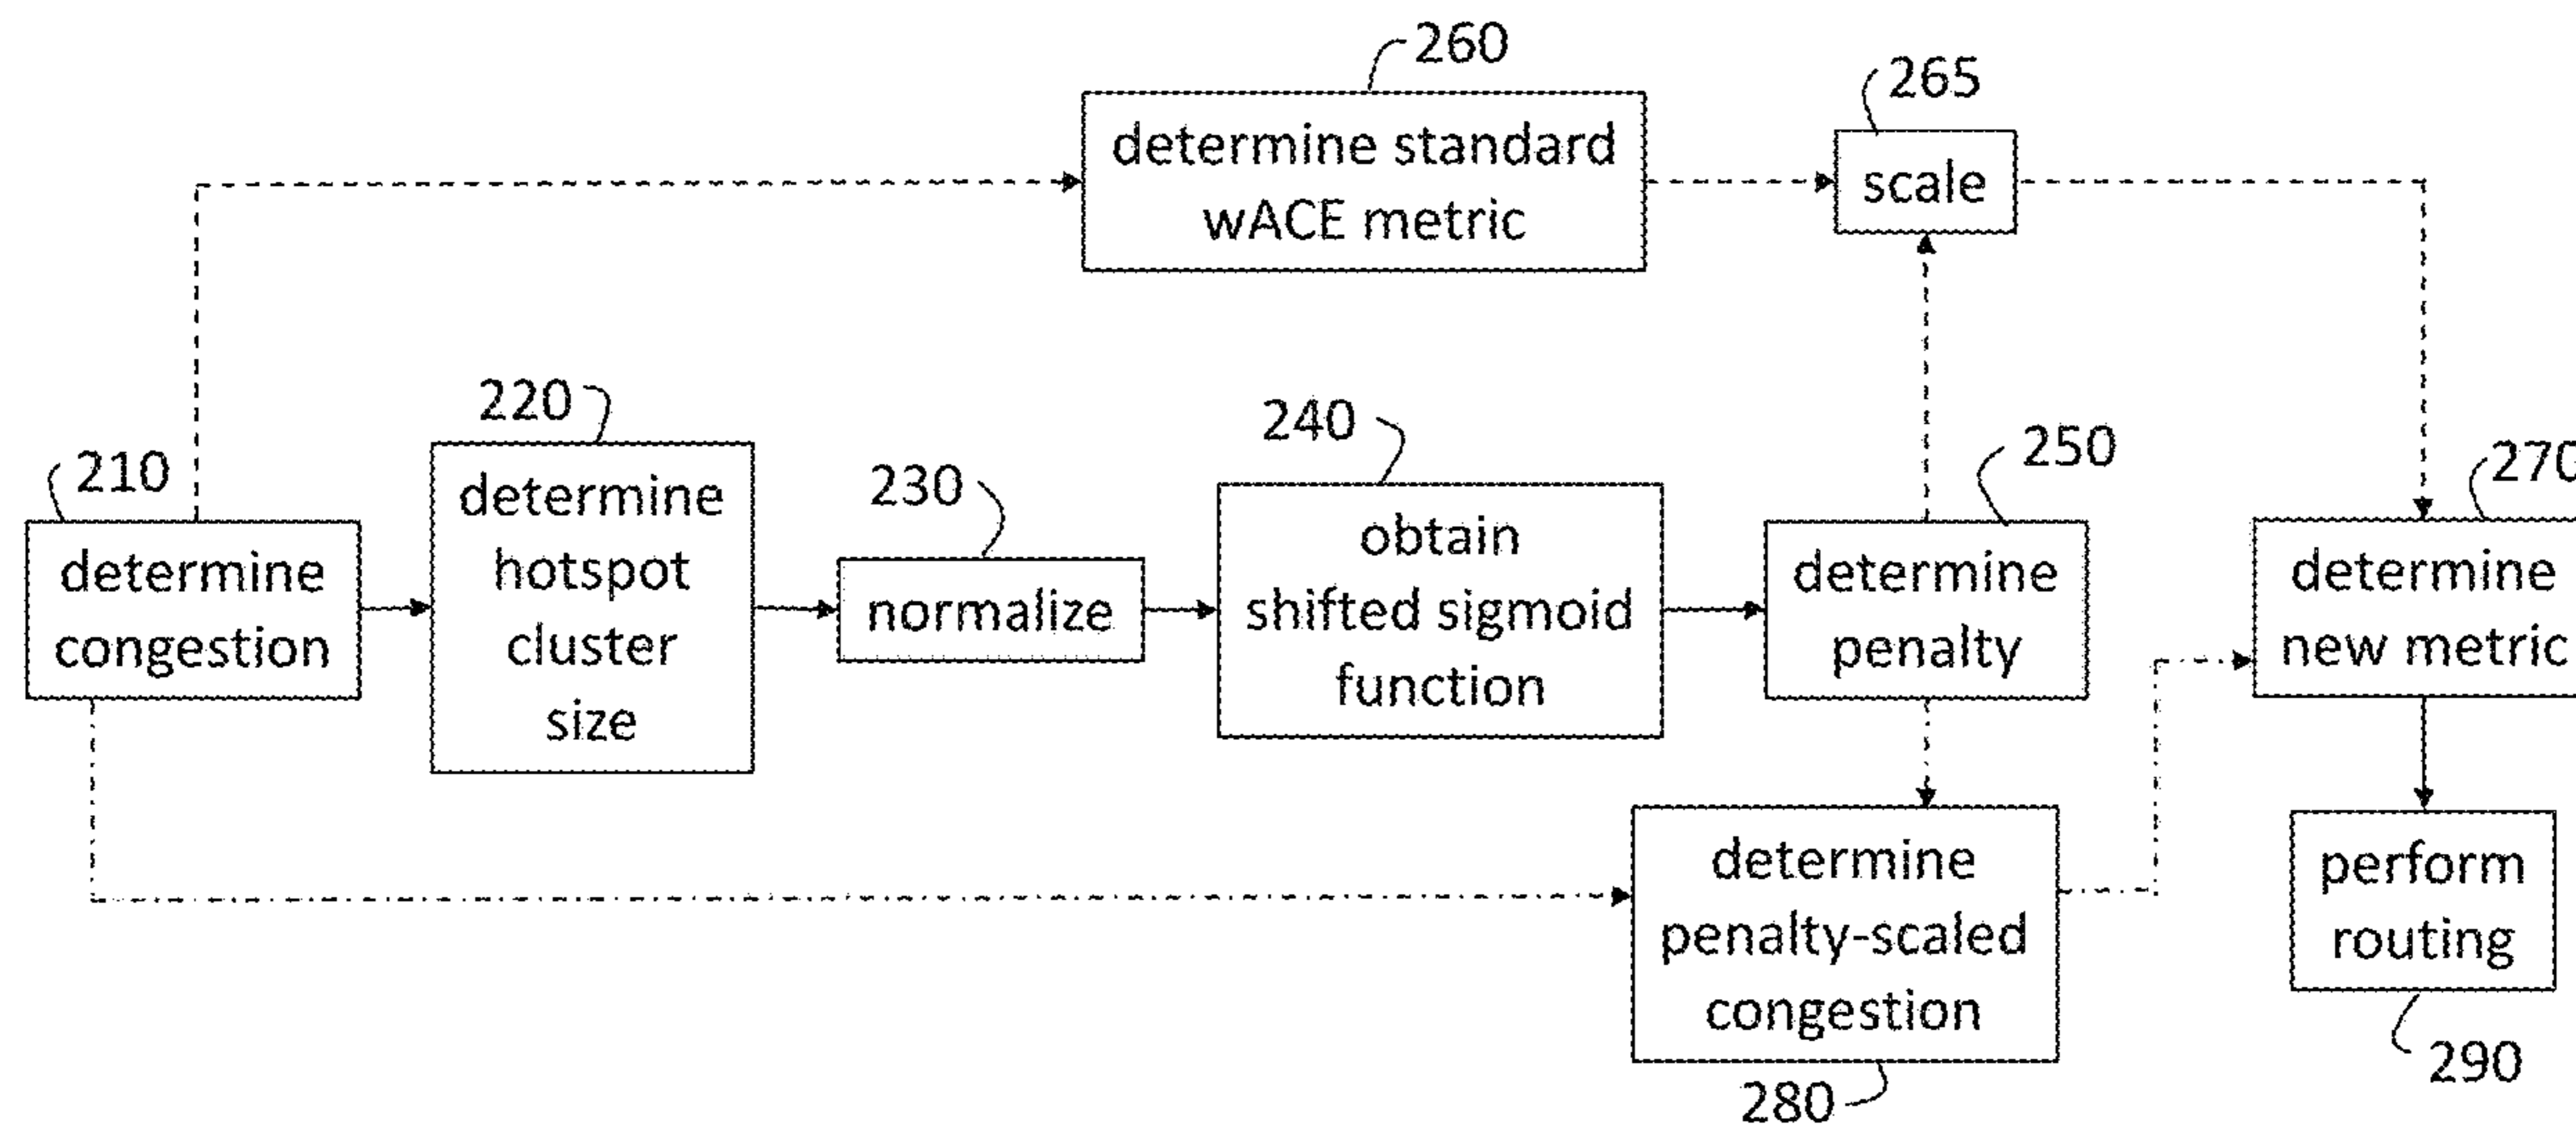 260
determine standard
wACE metric
265
scale
210
determine
congestion
220
determine
hotspot
cluster
size
230
normalize
240
obtain
shifted sigmoid
function
250
determine
penalty
270
determine
new metric
determine
penalty-scaled
congestion
280
perform
routing
290